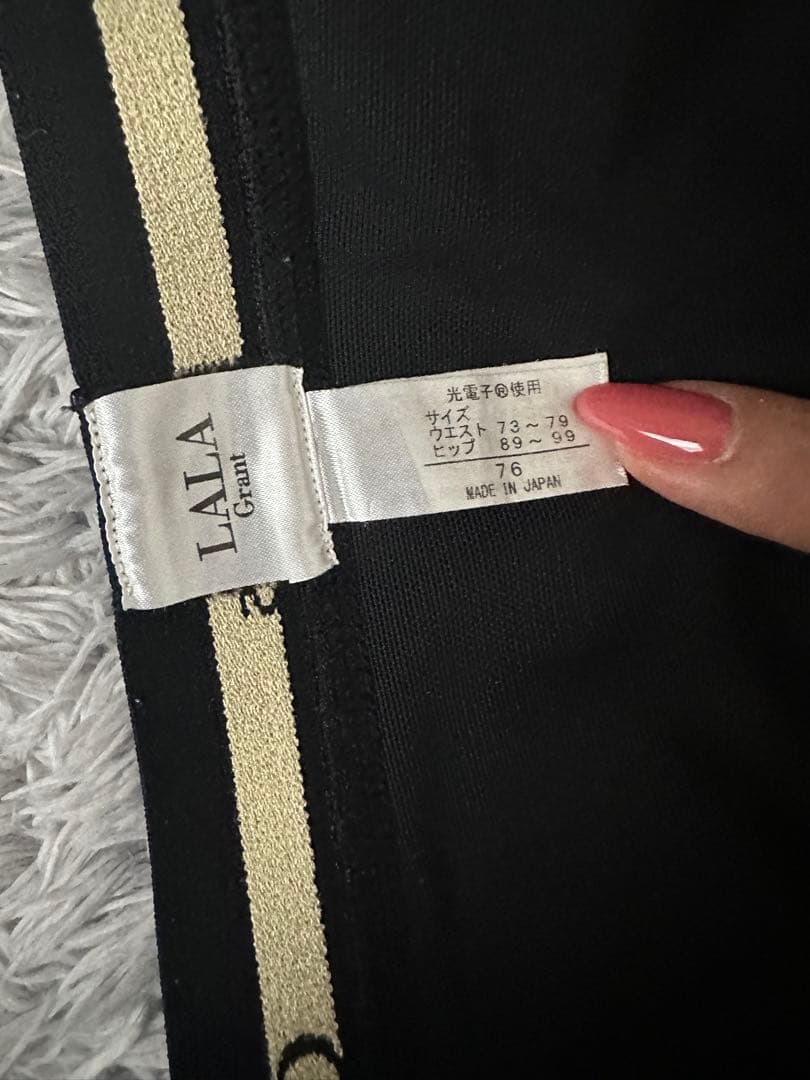 LALA
Grant
光電子®使用
サイズ
ウエスト 73～79
ヒップ 89～99
76
MADE IN JAPAN